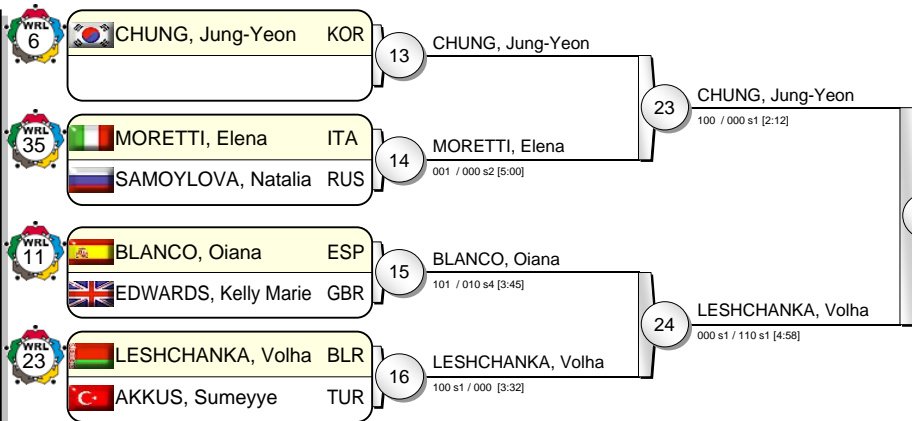 WRL
6
CHUNG, Jung-Yeon KOR
13
CHUNG, Jung-Yeon
WRL
35
MORETTI, Elena ITA
SAMOYLOVA, Natalia RUS
14
MORETTI, Elena
001 / 000 s2 [5:00]
23
CHUNG, Jung-Yeon
100 / 000 s1 [2:12]
WRL
11
BLANCO, Oiana ESP
EDWARDS, Kelly Marie GBR
15
BLANCO, Oiana
101 / 010 s4 [3:45]
WRL
23
LESHCHANKA, Volha BLR
AKKUS, Sumeyye TUR
16
LESHCHANKA, Volha
100 s1 / 000 [3:32]
24
LESHCHANKA, Volha
000 s1 / 110 s1 [4:58]